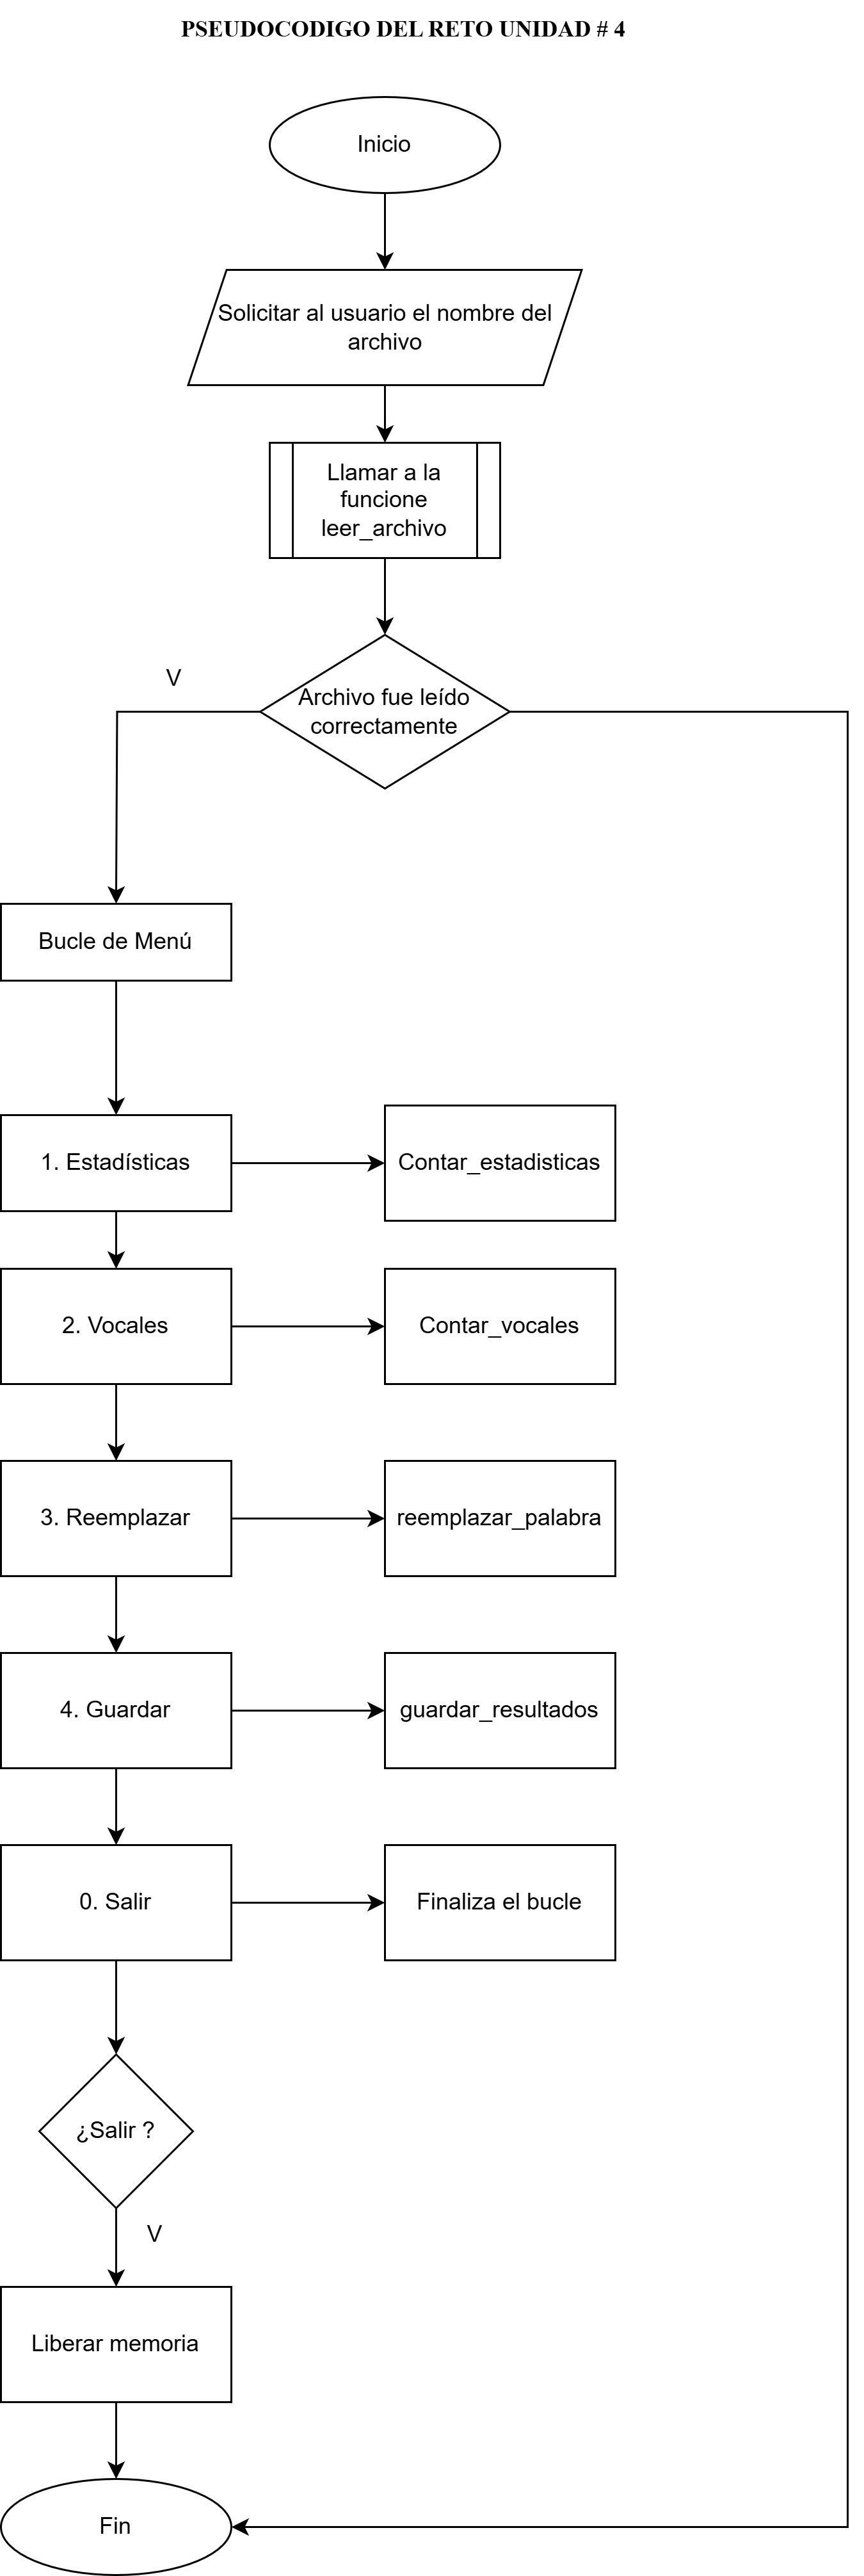 PSEUDOCODIGO DEL RETO UNIDAD # 4
Inicio
Solicitar al usuario el nombre del
archivo
Llamar a la
funcione
leer_archivo
V
Archivo fue leído
correctamente
Bucle de Menú
1. Estadísticas
Contar_estadisticas
2. Vocales
Contar_vocales
3. Reemplazar
reemplazar_palabra
4. Guardar
guardar_resultados
0. Salir
Finaliza el bucle
¿Salir ?
V
Liberar memoria
Fin